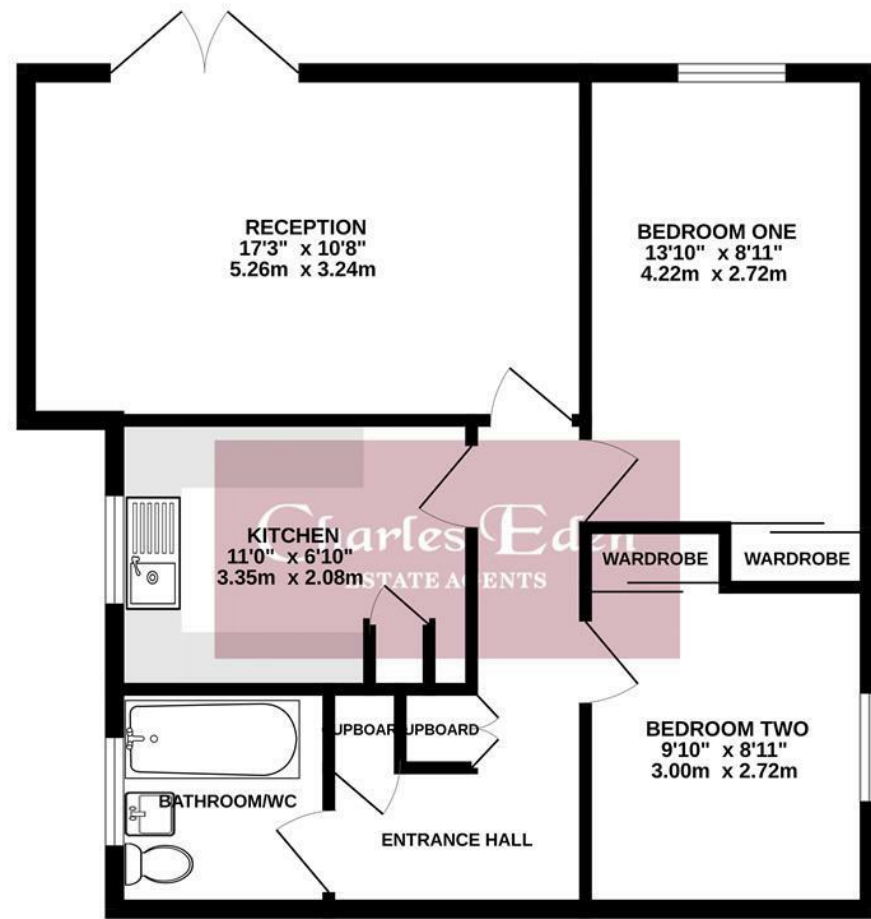 RECEPTION
17'3" x 10'8"
5.26m x 3.24m
BEDROOM ONE
13'10" x 8'11"
4.22m x 2.72m
KITCHEN
11'0" x 6'10"
3.35m x 2.08m
Charles Eden
ESTATE AGENTS
WARDROBE
WARDROBE
UPBOAR
UPBOARD
BEDROOM TWO
9'10" x 8'11"
3.00m x 2.72m
BATHROOM/WC
ENTRANCE HALL